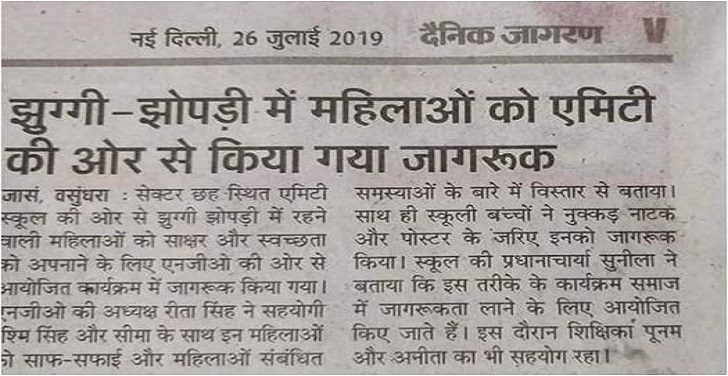 नई दिल्ली, 26 जुलाई 2019 दैनिक जागरण V
झुग्गी-झोपड़ी में महिलाओं को एमिटी
की ओर से किया गया जागरूक
जासं, वसुंधरा : सेक्टर छह स्थित एमिटी
स्कूल की ओर से झुग्गी झोपड़ी में रहने
वाली महिलाओं को साक्षर और स्वच्छता
को अपनाने के लिए एनजीओ की ओर से
आयोजित कार्यक्रम में जागरूक किया गया।
एनजीओ की अध्यक्ष रीता सिंह ने सहयोगी
श्मि सिंह और सीमा के साथ इन महिलाओं
साफ-सफाई और महिलाओं संबंधित
समस्याओं के बारे में विस्तार से बताया।
साथ ही स्कूली बच्चों ने नुक्कड़ नाटक
और पोस्टर के जरिए इनको जागरूक
किया। स्कूल की प्रधानाचार्या सुनीला ने
बताया कि इस तरीके के कार्यक्रम समाज
में जागरूकता लाने के लिए आयोजित
किए जाते हैं। इस दौरान शिक्षिका पूनम
और अनीता का भी सहयोग रहा।